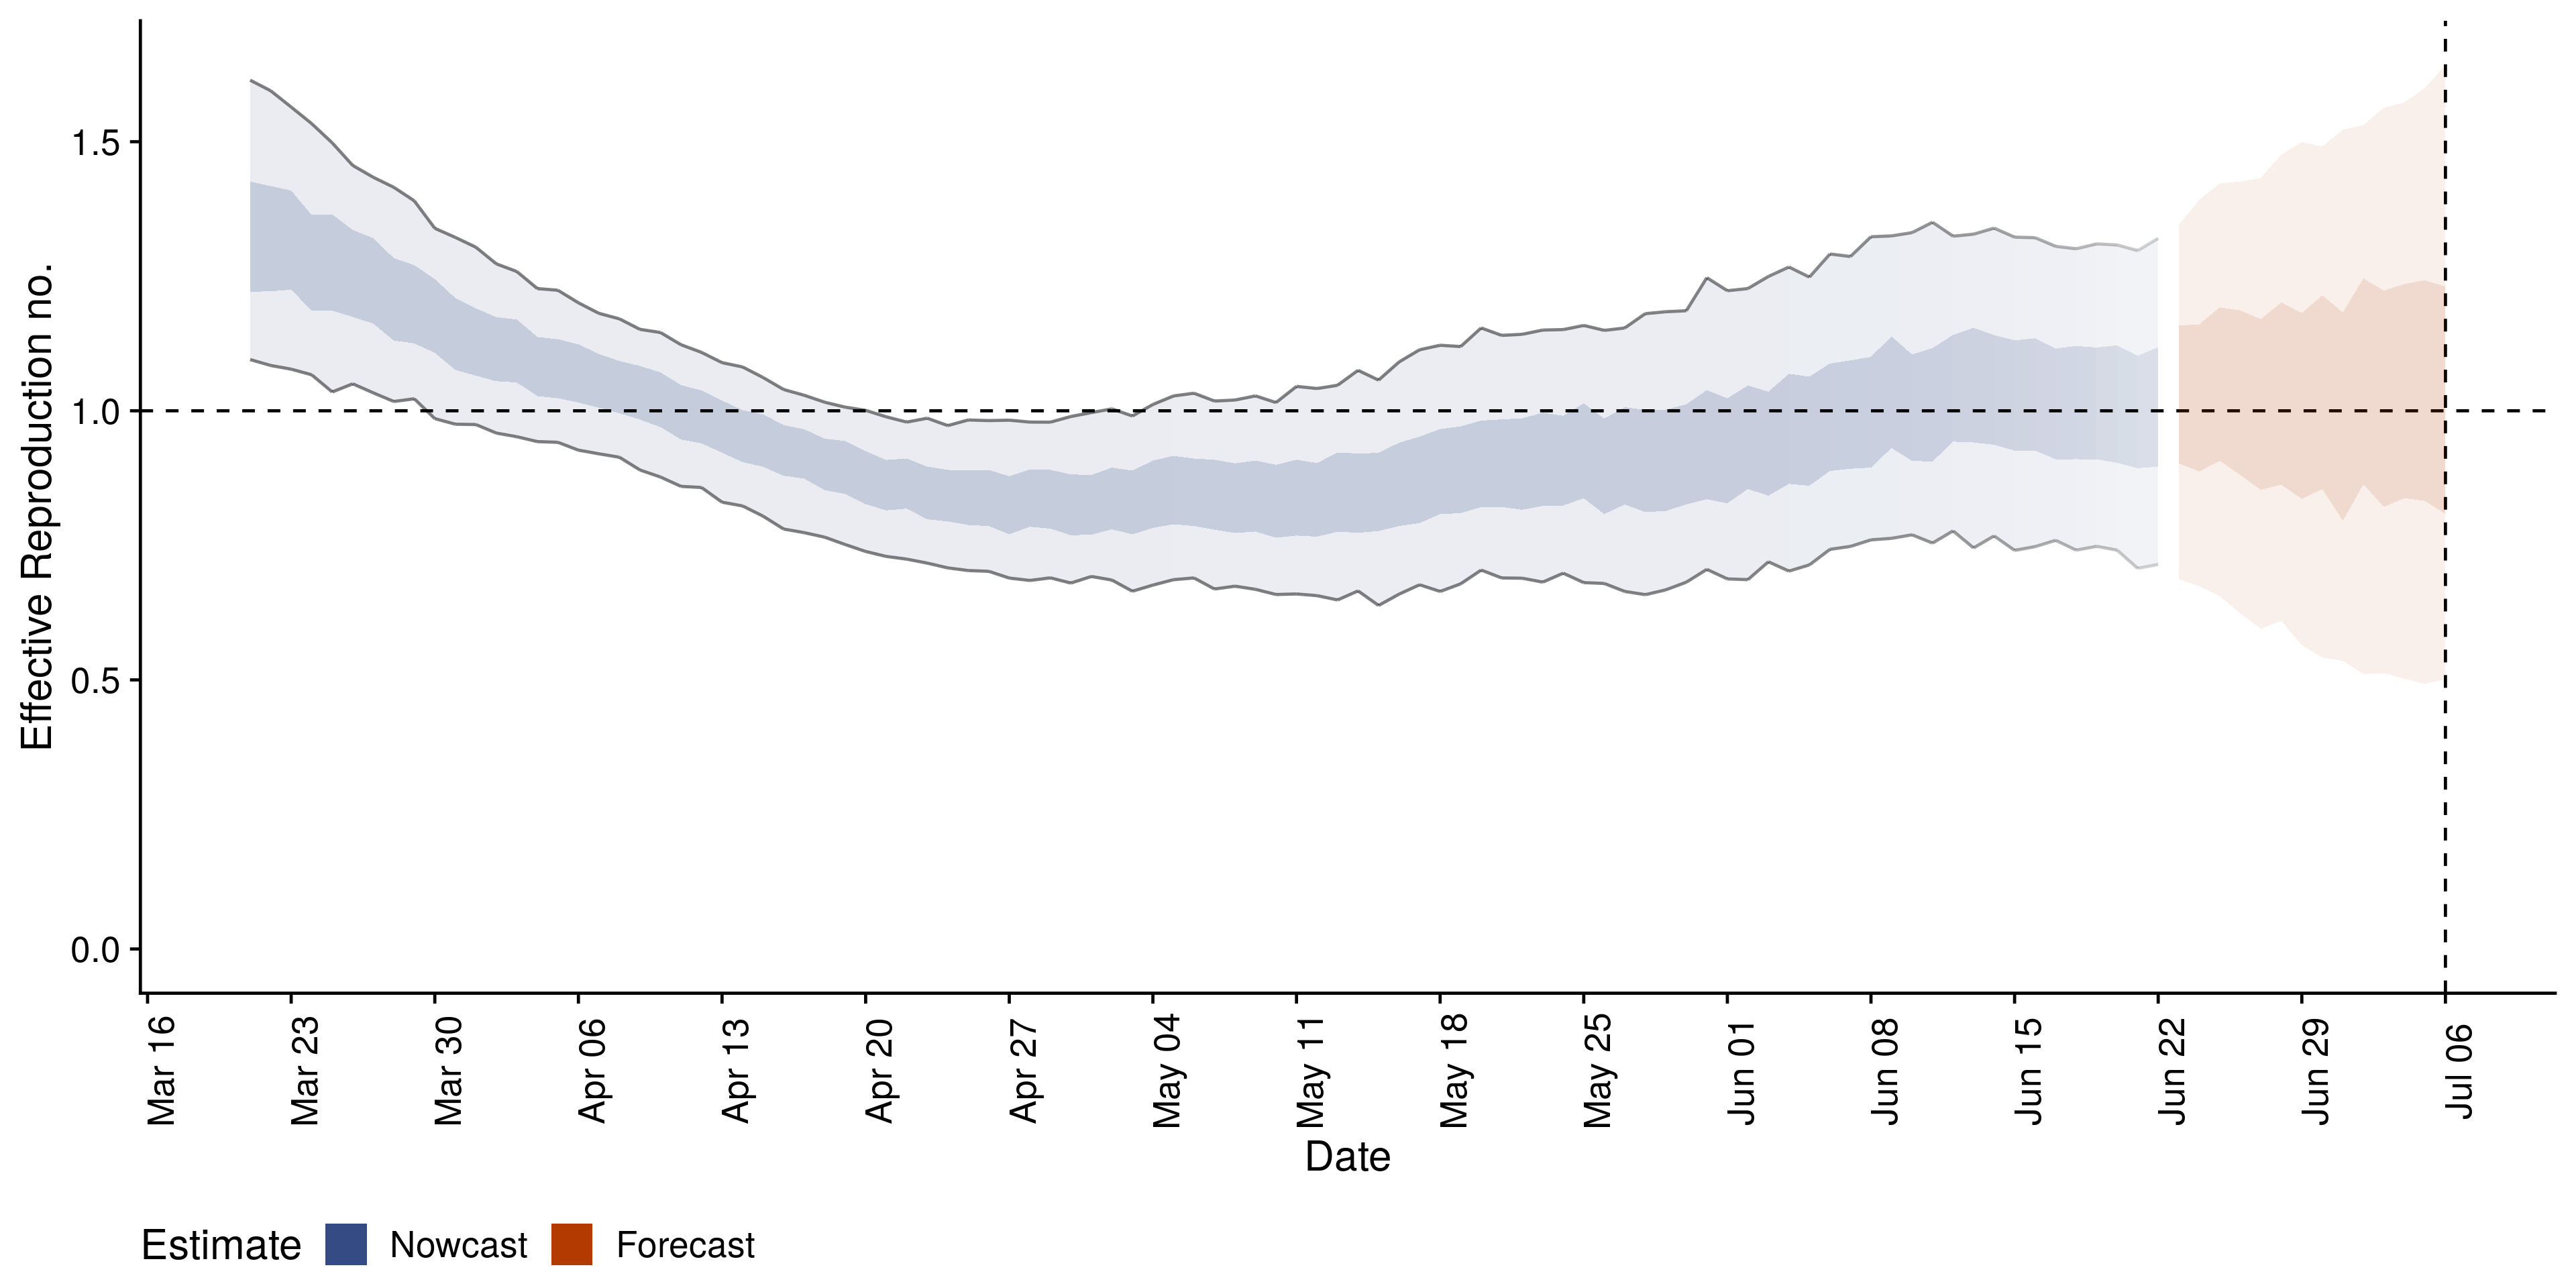 Effective Reproduction no.
1.5
1.0
0.5
0.0
Mar 16
Mar 23
Mar 30
Apr 06
Apr 13
Apr 20
Apr 27
May 04
May 11
May 18
May 25
Jun 01
Jun 08
Jun 15
Jun 22
Jun 29
Jul 06
Date
Estimate Nowcast Forecast